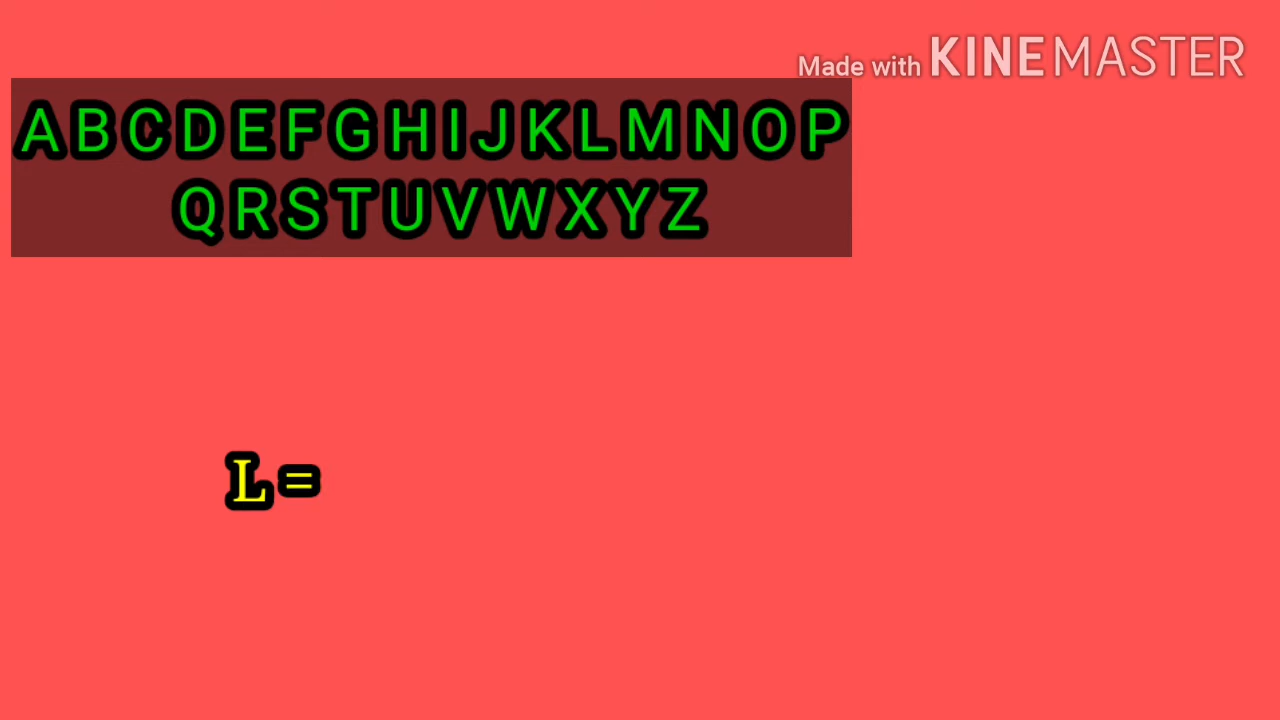 Made with KINEMASTER
A B C D E F G H I J K L M N O P
Q R S T U V W X Y Z
L =